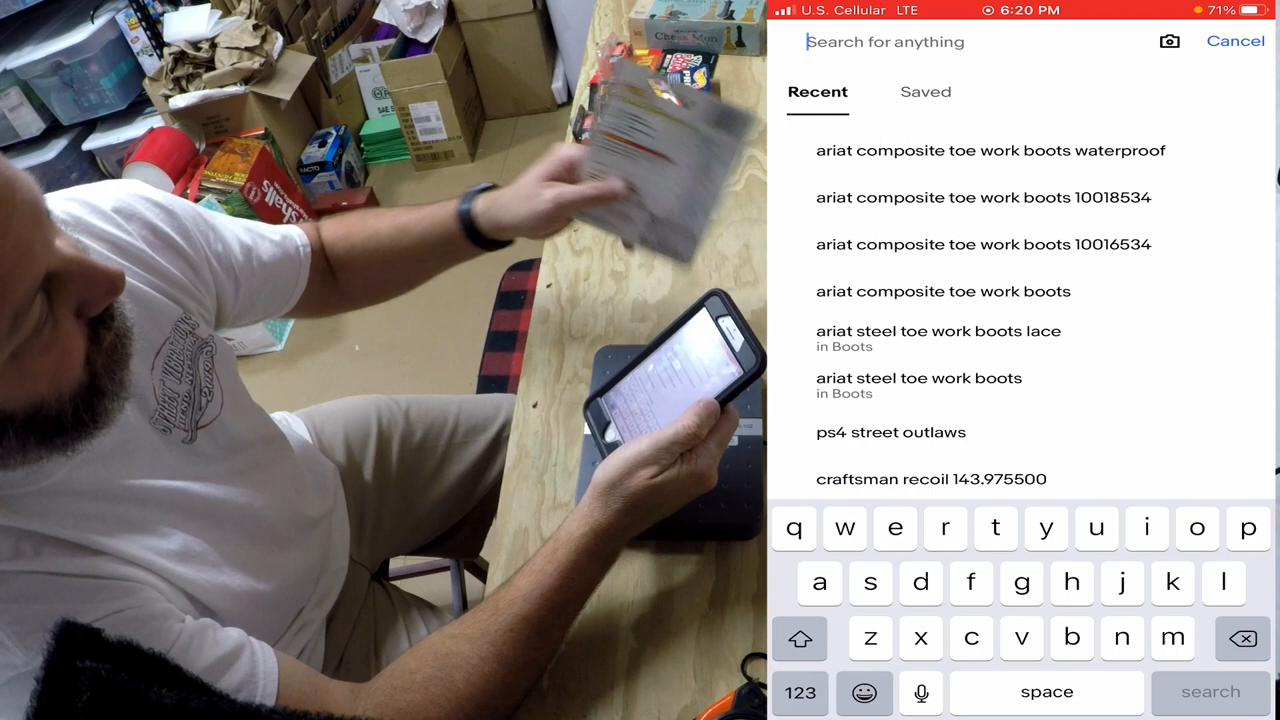 U.S. Cellular LTE 6:20 PM 71%
Search for anything Cancel
Recent Saved
ariat composite toe work boots waterproof
ariat composite toe work boots 10018534
ariat composite toe work boots 10016534
ariat composite toe work boots
ariat steel toe work boots lace
in Boots
ariat steel toe work boots
in Boots
ps4 street outlaws
craftsman recoil 143.975500
q w e r t y u i o p
a s d f g h j k l
z x c v b n m
123 space search
Chess Men
STREET VIBRATIONS